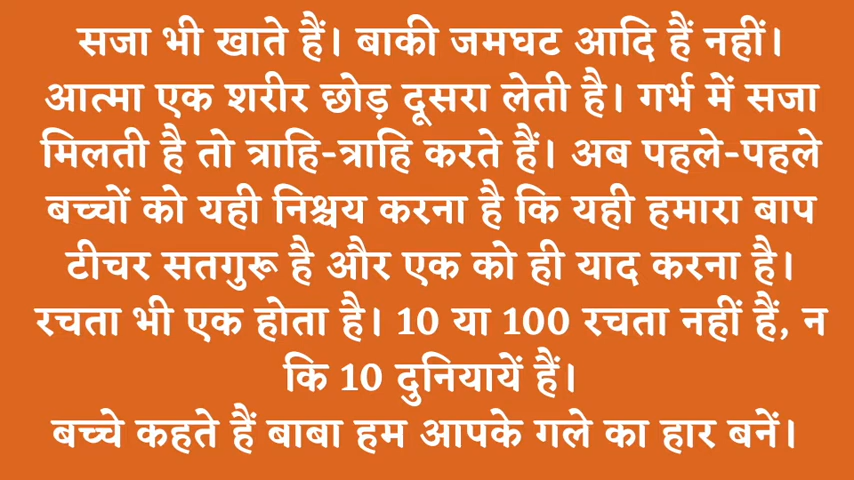 सजा भी खाते हैं। बाकी जमघट आदि हैं नहीं।
आत्मा एक शरीर छोड़ दूसरा लेती है। गर्भ में सजा
मिलती है तो त्राहि-त्राहि करते हैं। अब पहले-पहले
बच्चों को यही निश्चय करना है कि यही हमारा बाप
टीचर सतगुरू है और एक को ही याद करना है।
रचता भी एक होता है। 10 या 100 रचता नहीं हैं, न
कि 10 दुनियायें हैं।
बच्चे कहते हैं बाबा हम आपके गले का हार बनें।